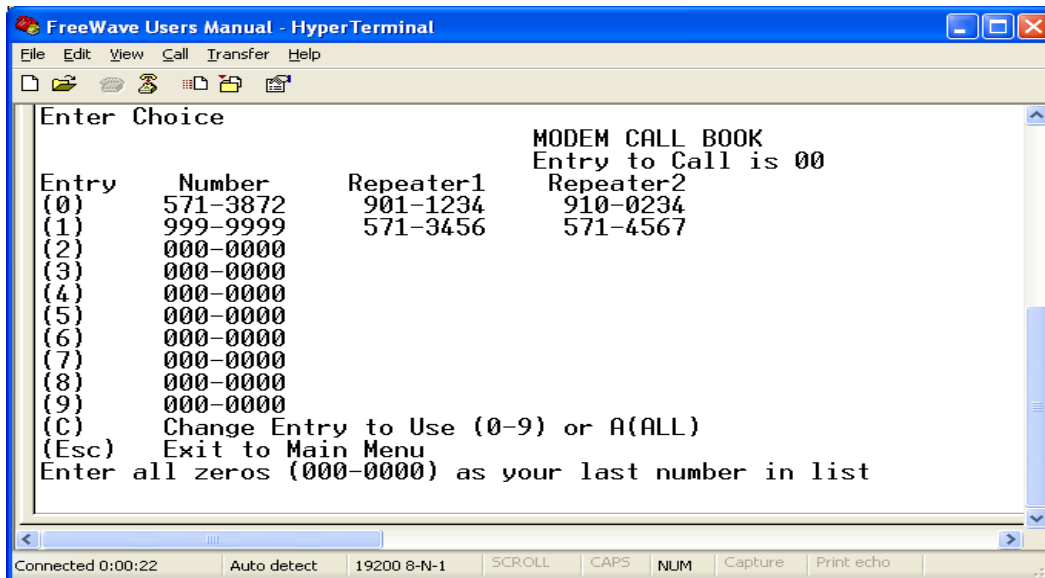 FreeWave Users Manual - HyperTerminal
File Edit View Call Transfer Help
Enter Choice
MODEM CALL BOOK
Entry to Call is 00
Entry Number Repeater1 Repeater2
(0) 571-3872 901-1234 910-0234
(1) 999-9999 571-3456 571-4567
(2) 000-0000
(3) 000-0000
(4) 000-0000
(5) 000-0000
(6) 000-0000
(7) 000-0000
(8) 000-0000
(9) 000-0000
(C) Change Entry to Use (0-9) or A(ALL)
(Esc) Exit to Main Menu
Enter all zeros (000-0000) as your last number in list
Connected 0:00:22 Auto detect 19200 8-N-1 SCROLL CAPS NUM Capture Print echo